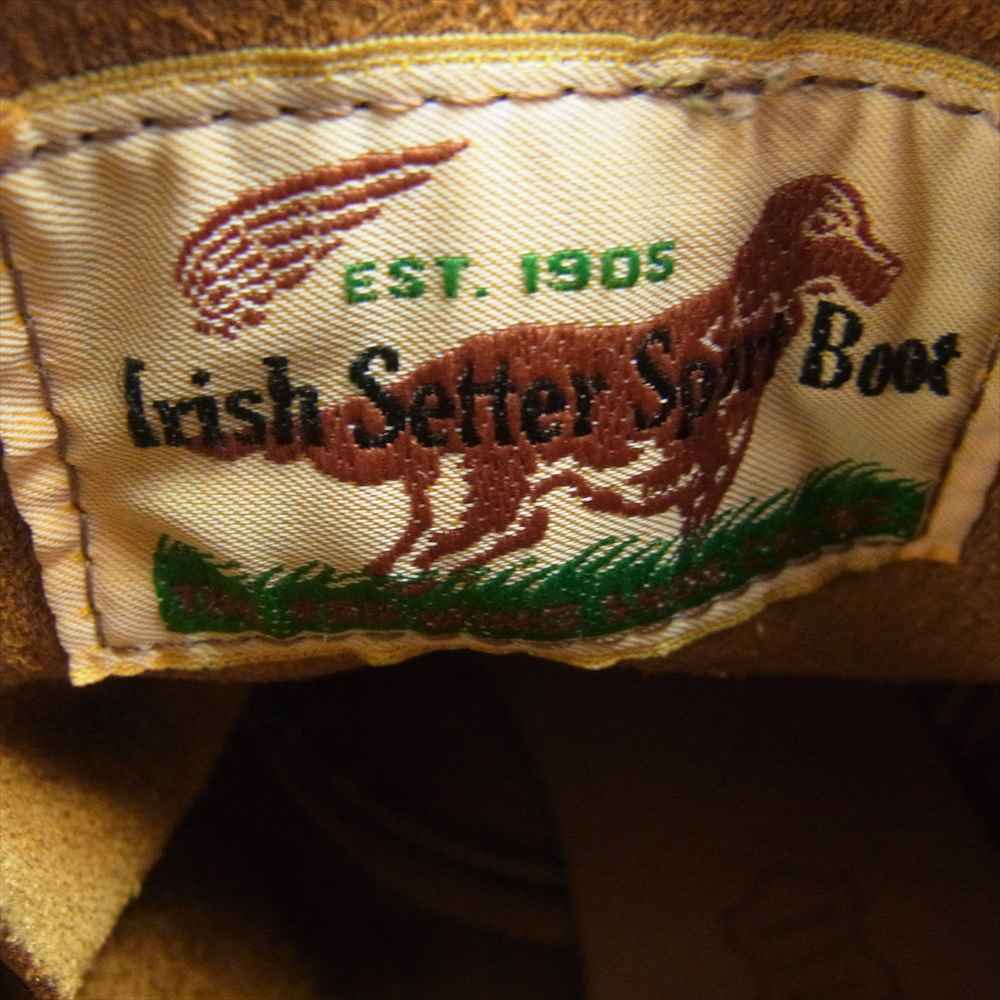 EST. 1905
Irish Setter Sport Boot